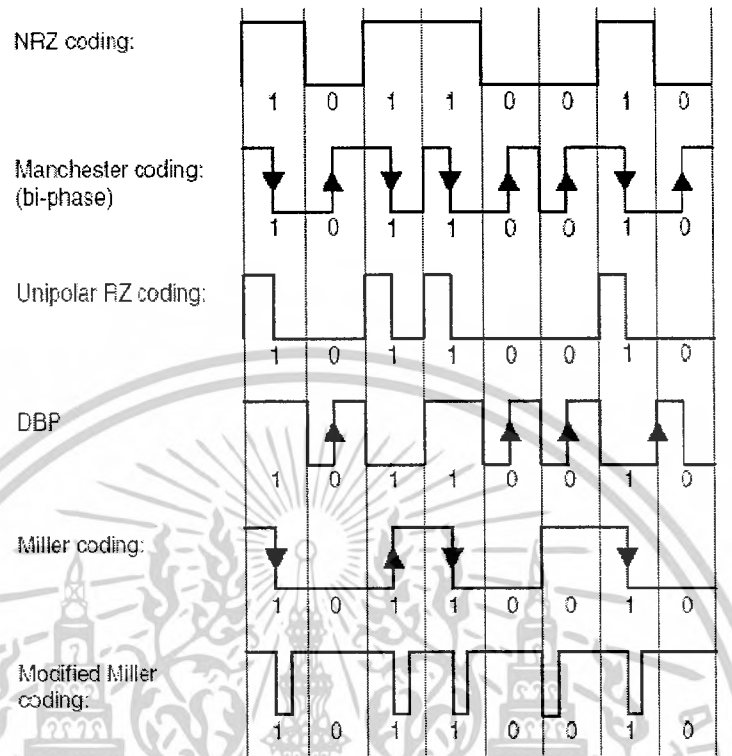 NRZ coding:
1 0 1 1 0 0 1 0
Manchester coding:
(bi-phase)
1 0 1 1 0 0 1 0
Unipolar RZ coding:
1 0 1 1 0 0 1 0
DBP
1 0 1 1 0 0 1 0
Miller coding:
1 0 1 1 0 0 1 0
Modified Miller
coding:
1 0 1 1 0 0 1 0